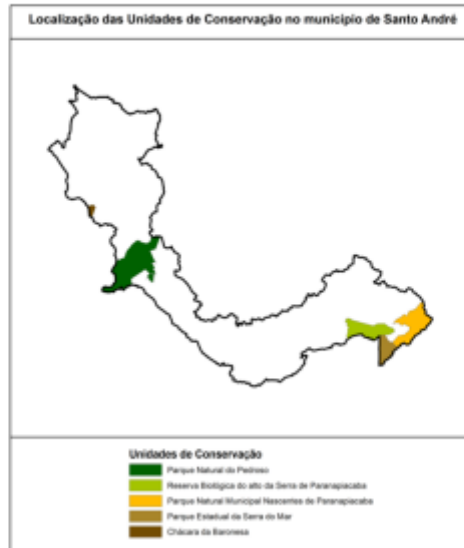 Localização das Unidades de Conservação no município de Santo André
Unidades de Conservação
Parque Natural do Pedroso
Reserva Biológica do alto da Serra de Paranapiacaba
Parque Natural Municipal Nascentes de Paranapiacaba
Parque Estadual da Serra do Mar
Chácara da Baronesa